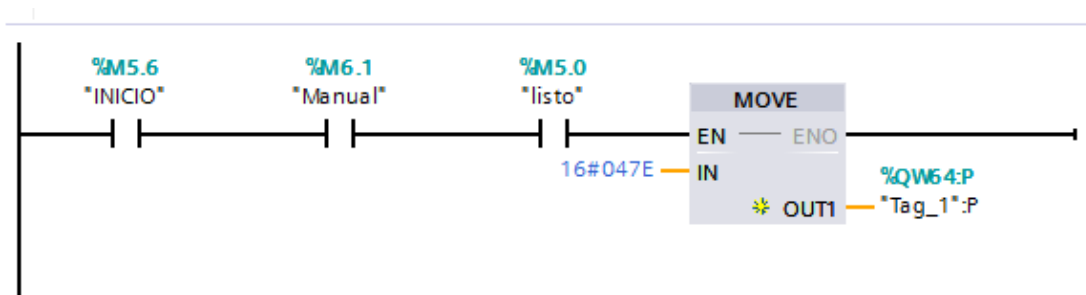 %M5.6 %M6.1 %M5.0
"INICIO" "Manual" "listo"
MOVE
EN ENO
16#047E IN
%QW64:P
OUT1 "Tag_1":P